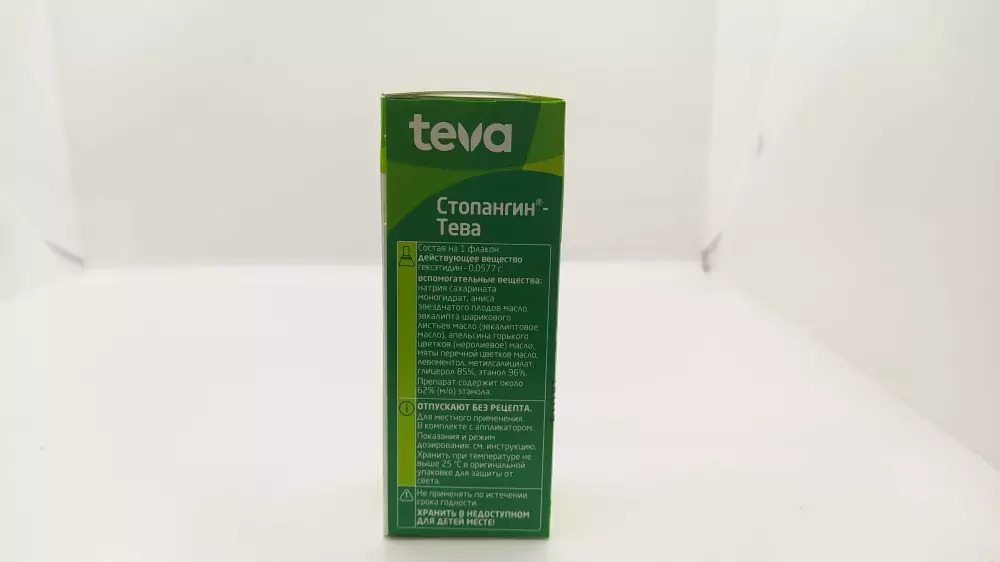 teva
Стопангин®-
Тева
Состав на 1 флакон
действующее вещество
гексэтидин - 0,0577 г.
вспомогательные вещества:
натрия сахарината
моногидрат, аниса
звездчатого плодов масло,
эвкалипта шарикового
листьев масло (эвкалиптовое
масло), апельсина горького
цветков (неролиевое) масло,
мяты перечной цветков масло,
левоментол, метилсалицилат,
глицерол 85%, этанол 96%.
Препарат содержит около
62% (м/о) этанола.
ОТПУСКАЮТ БЕЗ РЕЦЕПТА.
Для местного применения.
В комплекте с аппликатором.
Показания и режим
дозирования: см. инструкцию.
Хранить при температуре не
выше 25 °C в оригинальной
упаковке для защиты от
света.
Не применять по истечении
срока годности.
ХРАНИТЬ В НЕДОСТУПНОМ
ДЛЯ ДЕТЕЙ МЕСТЕ!